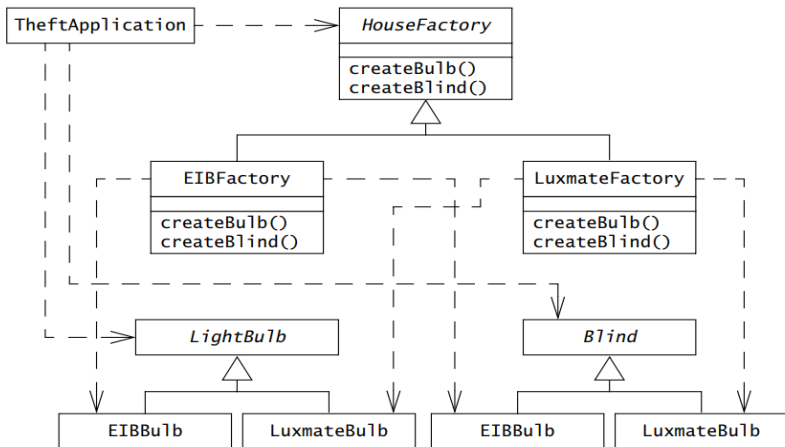 TheftApplication
HouseFactory
createBulb()
createBlind()
EIBFactory
createBulb()
createBlind()
LuxmateFactory
createBulb()
createBlind()
LightBulb
Blind
EIBBulb
LuxmateBulb
EIBBulb
LuxmateBulb